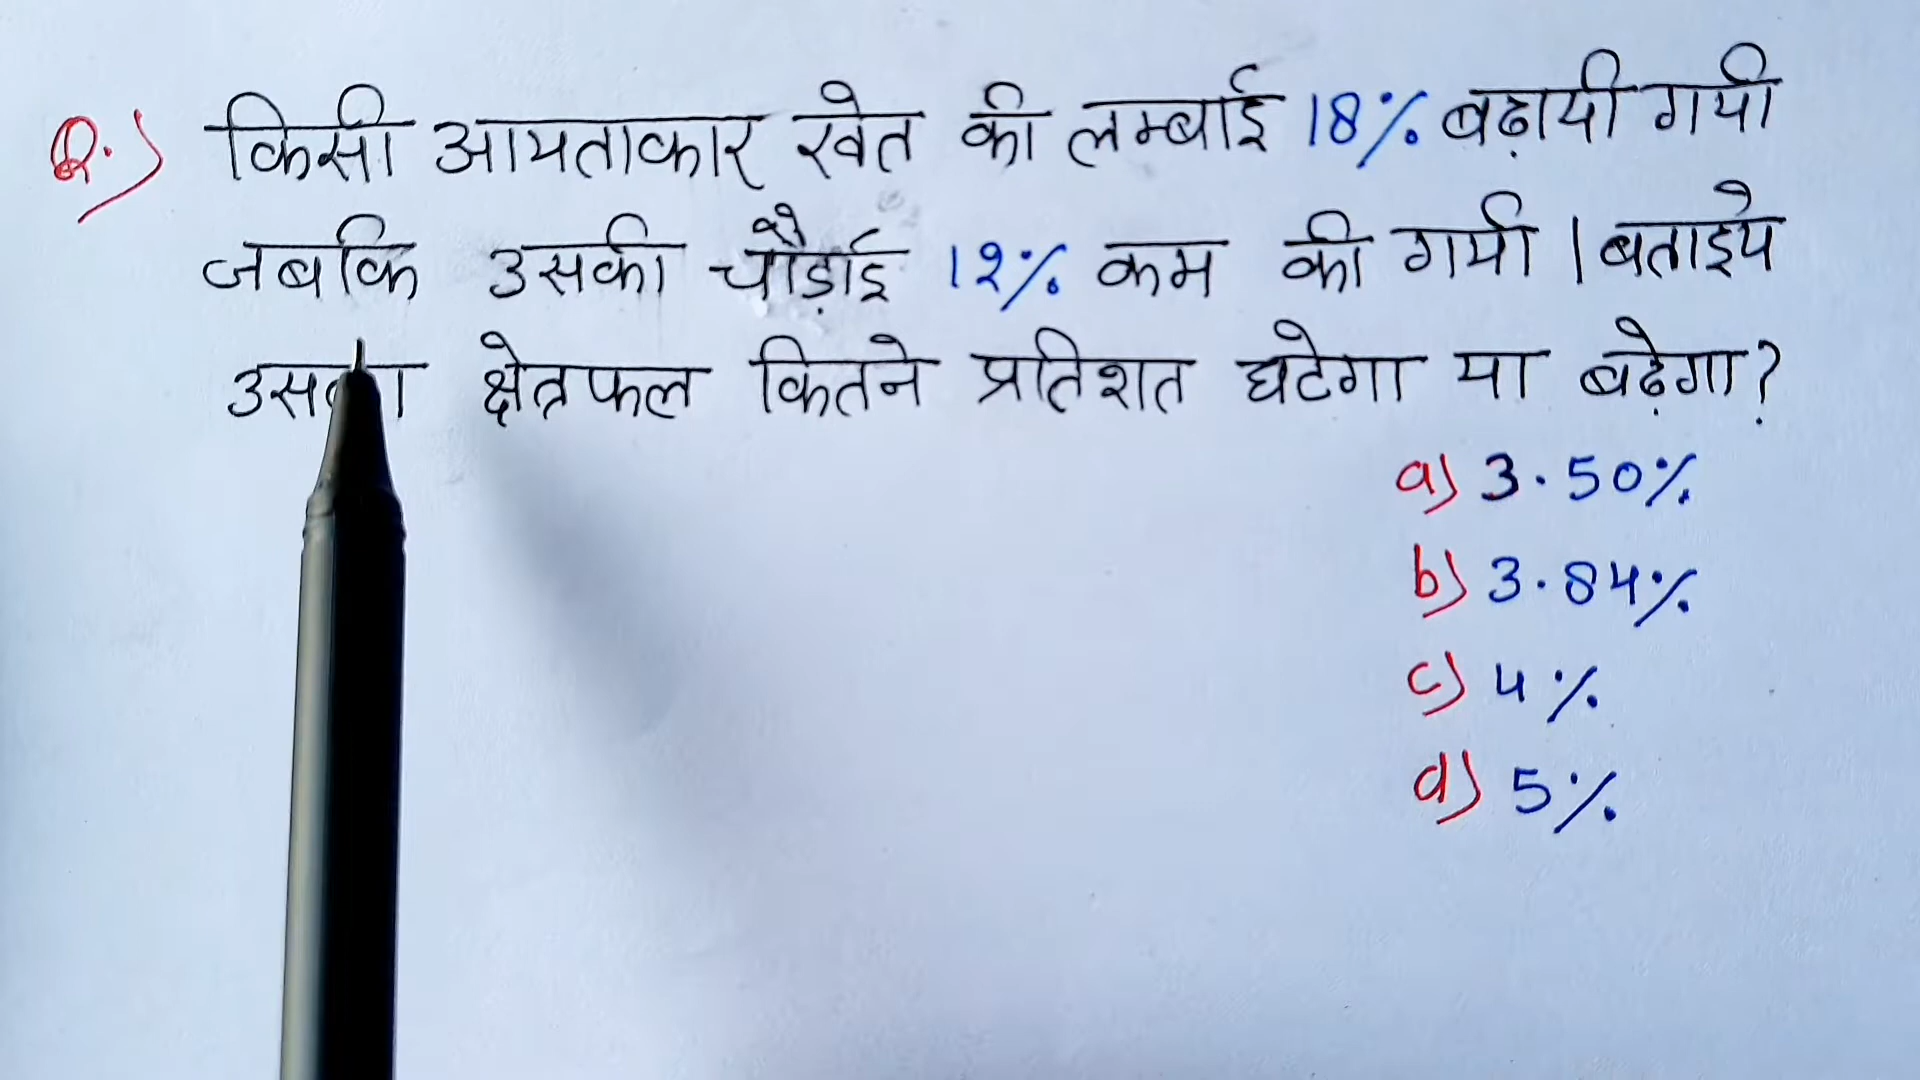 Q.) किसी आयताकार खेत की लम्बाई 18% बढ़ायी गयी
जबकि उसकी चौड़ाई 12% कम की गयी । बताइये
उसका क्षेत्रफल कितने प्रतिशत घटेगा या बढ़ेगा?
a) 3.50%
b) 3.84%
c) 4%
d) 5%